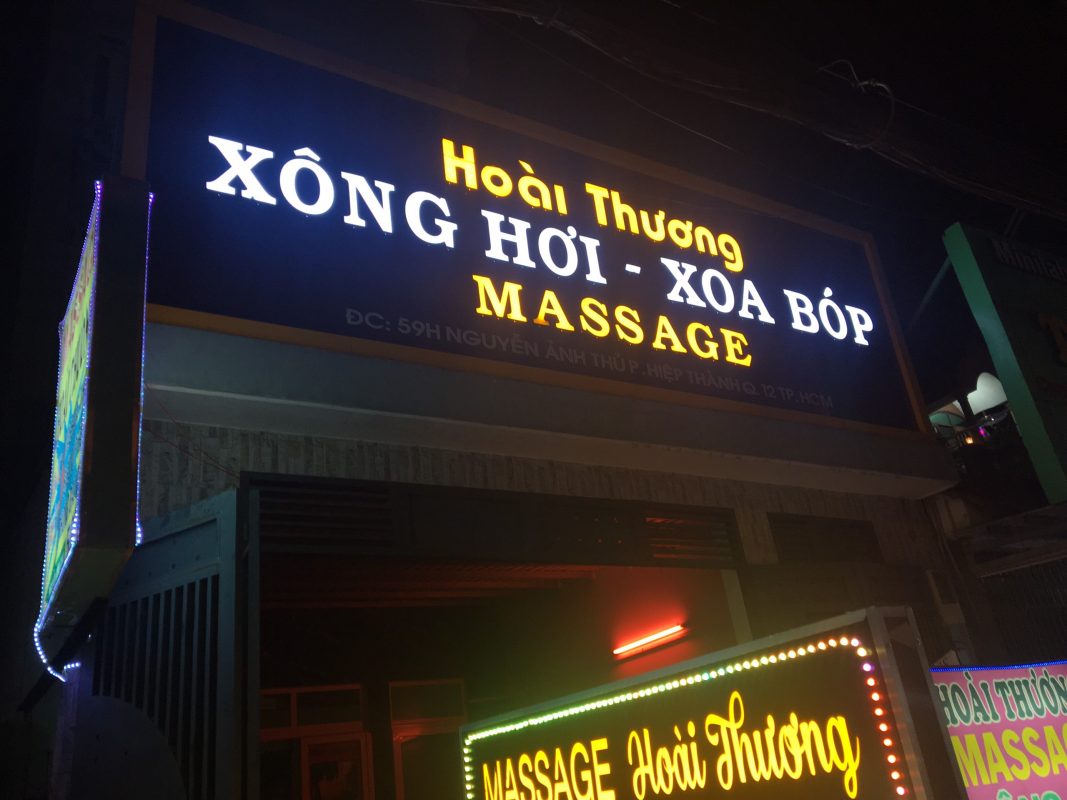 Hoài Thương
XÔNG HƠI - XOA BÓP
MASSAGE
ĐC: 59H NGUYỄN ẢNH THỦ P. HIỆP THÀNH Q. 12 TP.HCM
MASSAGE Hoài Thương
HOÀI THƯƠN
MASSA